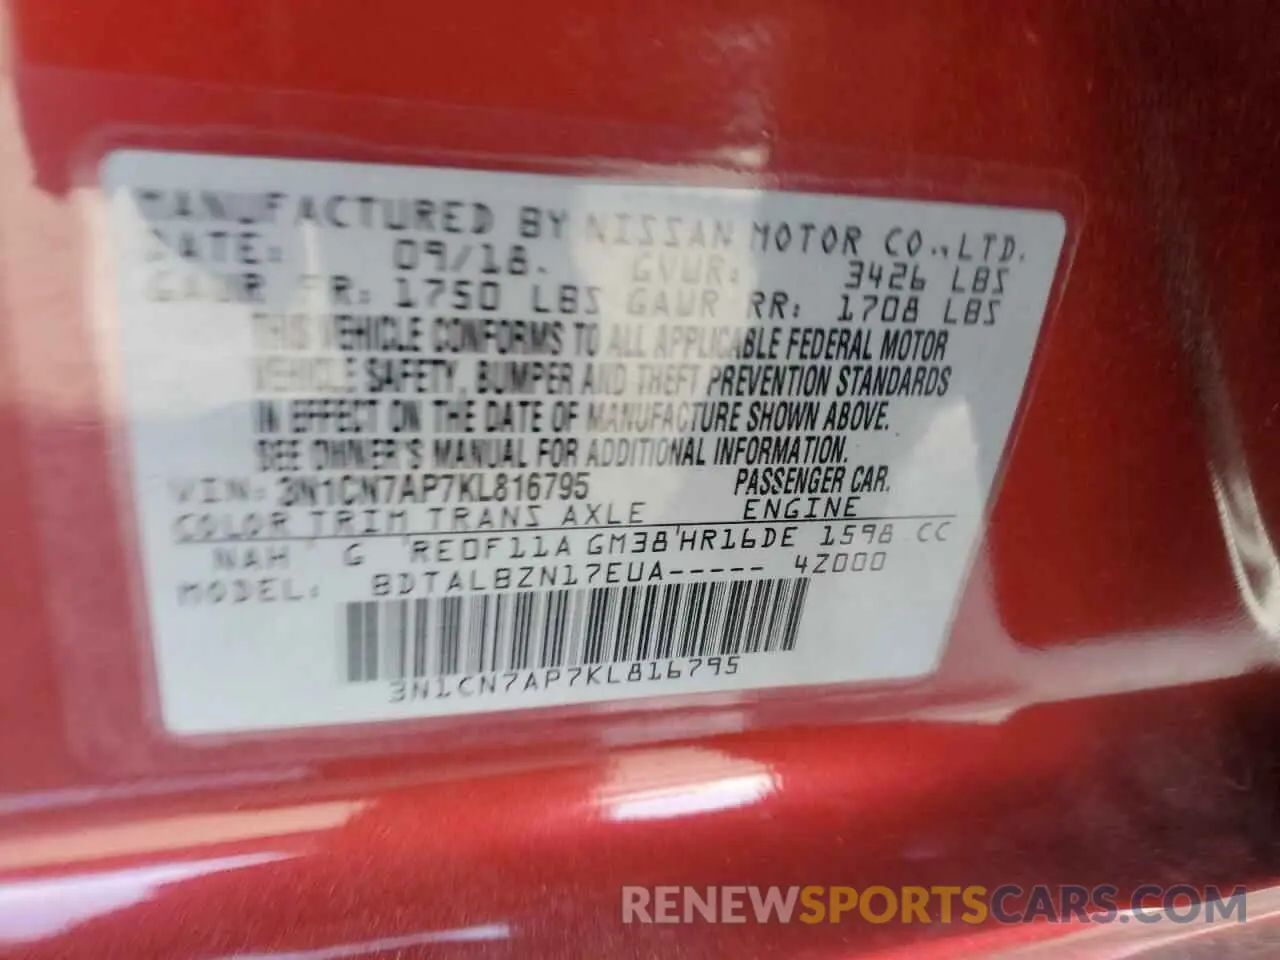 MANUFACTURED BY NISSAN MOTOR CO.,LTD.
DATE: 09/18. GVWR: 3426 LBS
GAWR FR: 1750 LBS GAWR RR: 1708 LBS
THIS VEHICLE CONFORMS TO ALL APPLICABLE FEDERAL MOTOR
VEHICLE SAFETY, BUMPER AND THEFT PREVENTION STANDARDS
IN EFFECT ON THE DATE OF MANUFACTURE SHOWN ABOVE.
SEE OWNER'S MANUAL FOR ADDITIONAL INFORMATION.
VIN: 3N1CN7AP7KL816795 PASSENGER CAR.
COLOR TRIM TRANS AXLE ENGINE
NAH G RE0F11A GM38 HR16DE 1598 CC
MODEL: BDTALBZN17EUA----- 4Z000
3N1CN7AP7KL816795
RENEWSPORTSCARS.COM